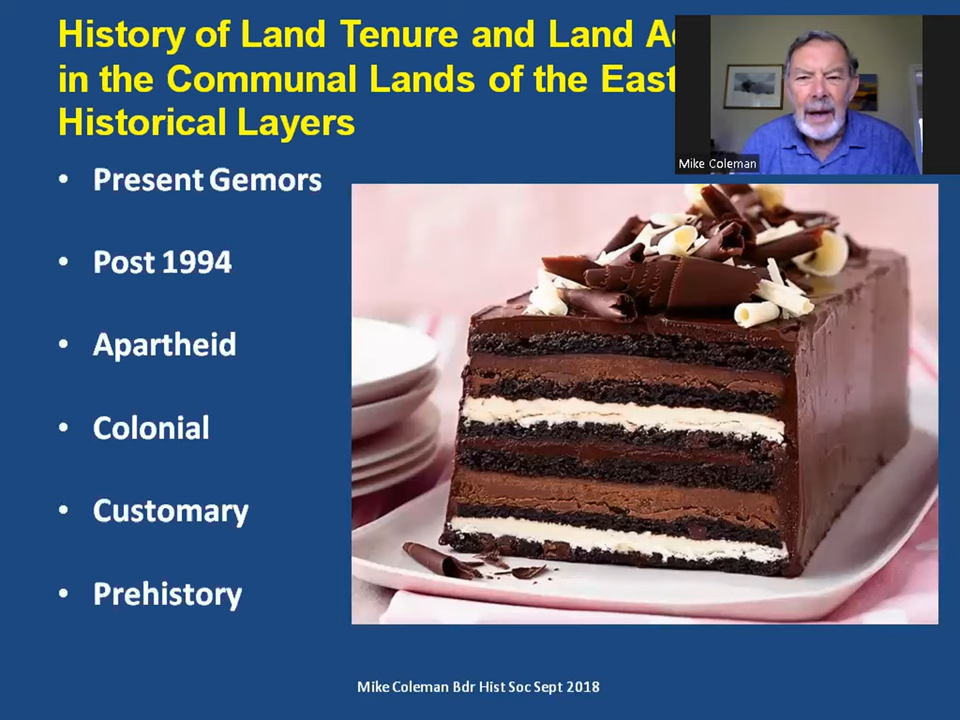 History of Land Tenure and Land
in the Communal Lands of the East
Historical Layers
Mike Coleman
• Present Gemors
• Post 1994
• Apartheid
• Colonial
• Customary
• Prehistory
Mike Coleman Bdr Hist Soc Sept 2018